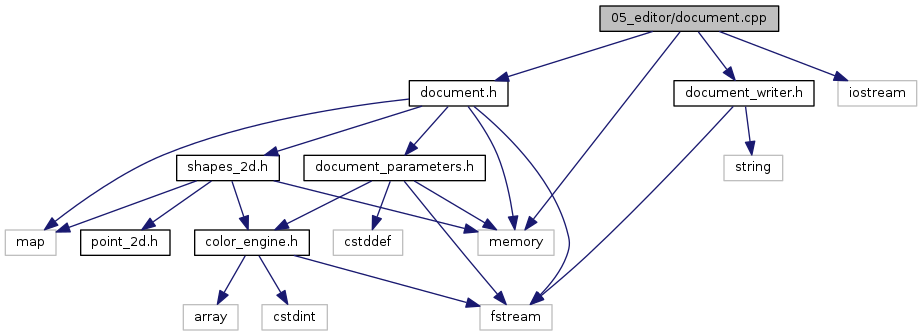 05_editor/document.cpp
document.h
document_writer.h
iostream
shapes_2d.h
document_parameters.h
string
map
point_2d.h
color_engine.h
cstddef
memory
array
cstdint
fstream